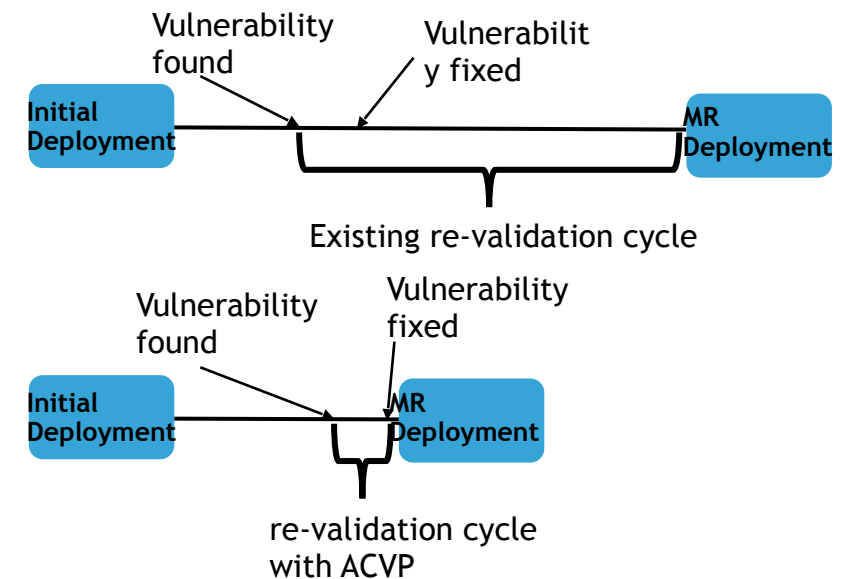 Vulnerability
found
Vulnerabilit
y fixed
Initial
Deployment
MR
Deployment
Existing re-validation cycle
Vulnerability
found
Vulnerability
fixed
Initial
Deployment
MR
Deployment
re-validation cycle
with ACVP